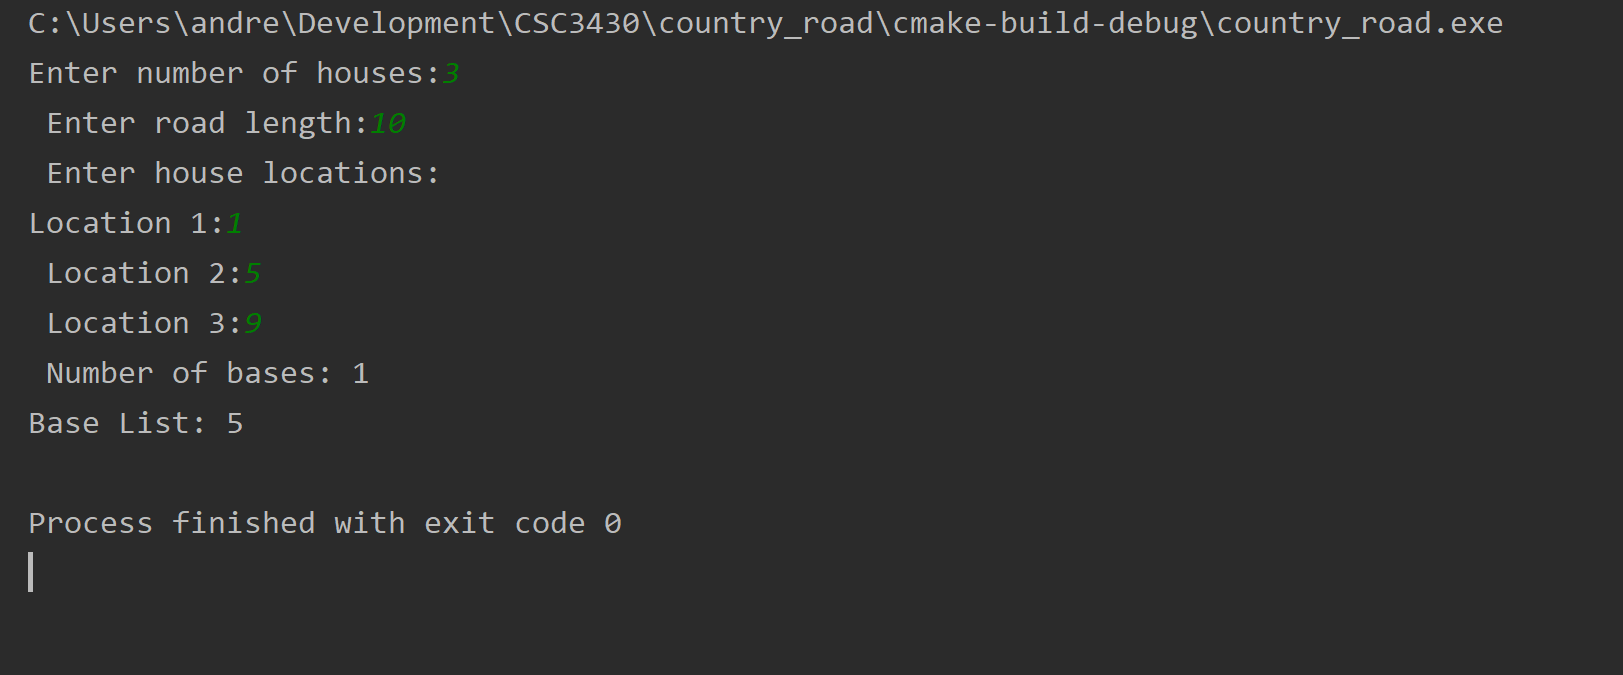 C:\Users\andre\Development\CSC3430\country_road\cmake-build-debug\country_road.exe
Enter number of houses:3
 Enter road length:10
 Enter house locations:
Location 1:1
 Location 2:5
 Location 3:9
 Number of bases: 1
Base List: 5

Process finished with exit code 0